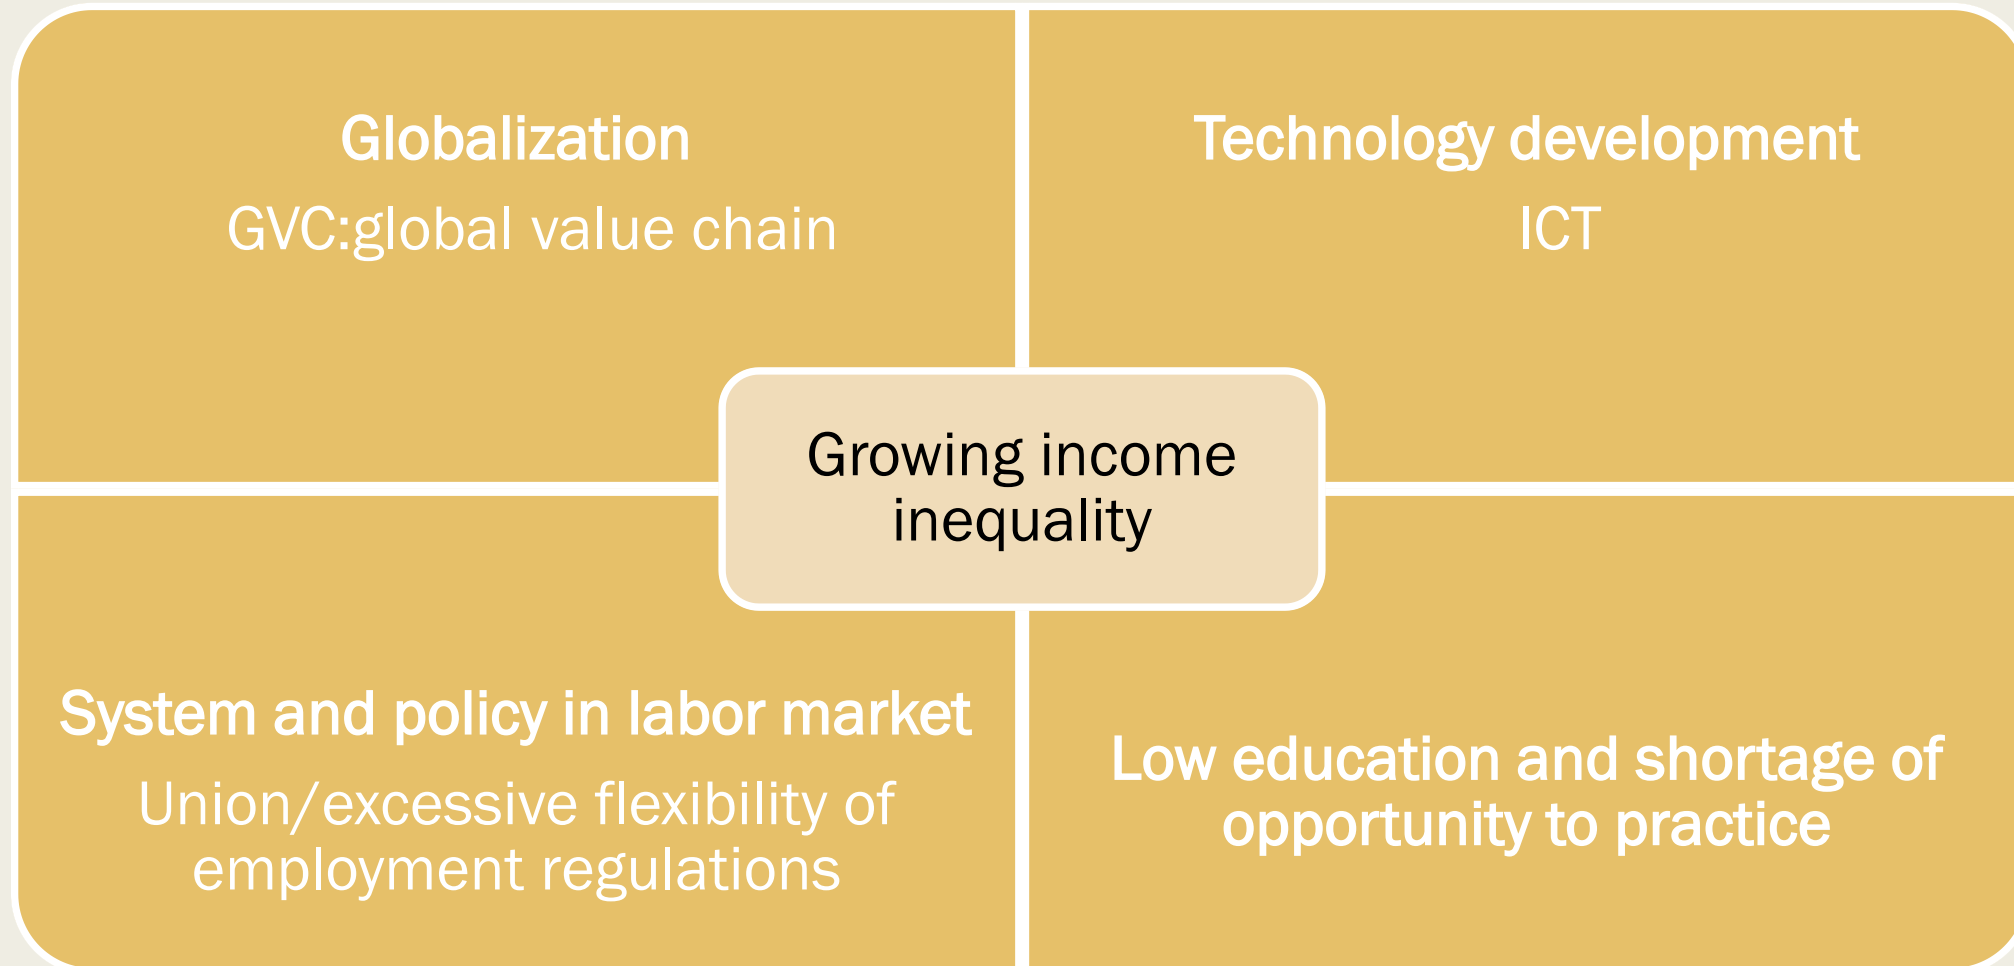 Globalization
GVC:global value chain
Technology development
ICT
Growing income
inequality
System and policy in labor market
Union/excessive flexibility of
employment regulations
Low education and shortage of
opportunity to practice